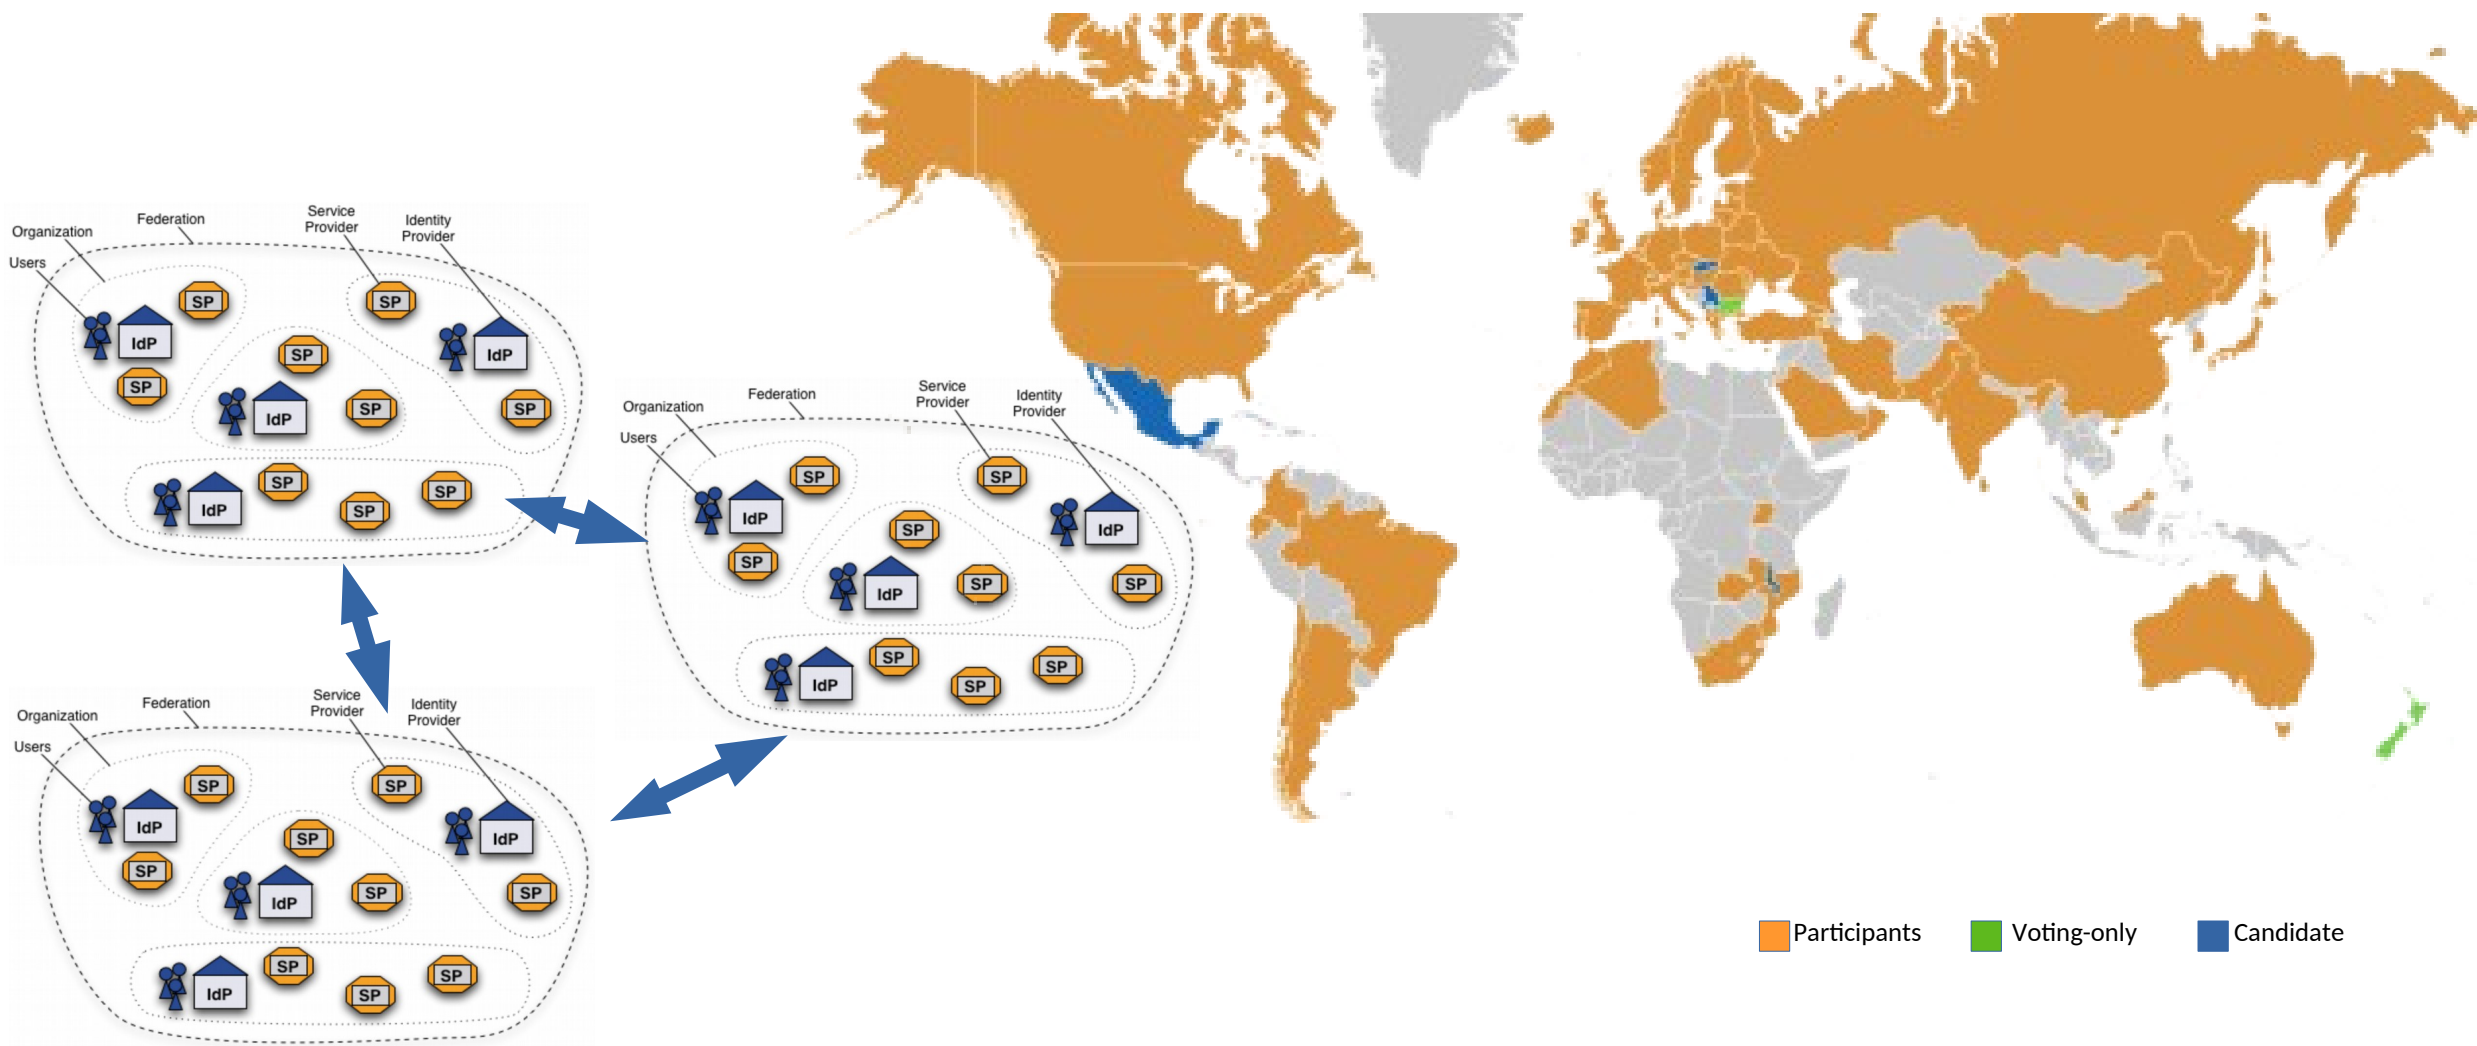 Federation
Service
Provider
Identity
Provider
Organization
Users
SP
SP
IdP
SP
IdP
SP
SP
IdP
SP
SP
IdP
SP
SP
SP
Federation
Service
Provider
Identity
Provider
Organization
Users
SP
SP
IdP
SP
IdP
SP
SP
IdP
SP
SP
IdP
SP
SP
SP
Federation
Service
Provider
Identity
Provider
Organization
Users
SP
SP
IdP
SP
IdP
SP
SP
IdP
SP
SP
IdP
SP
SP
SP
Participants
Voting-only
Candidate